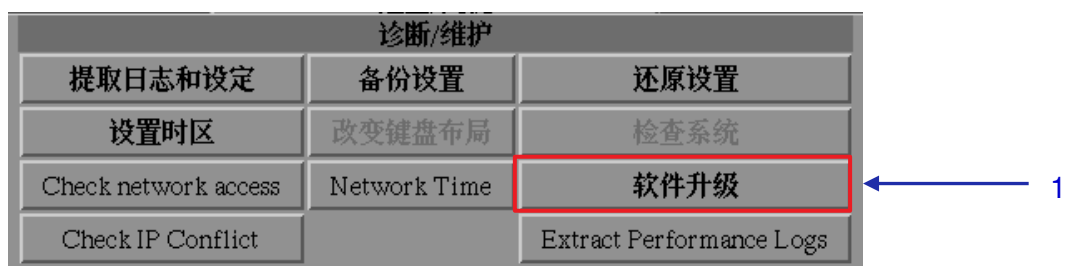 诊断/维护
提取日志和设定 备份设置 还原设置
设置时区 改变键盘布局 检查系统
Check network access Network Time 软件升级 1
Check IP Conflict Extract Performance Logs